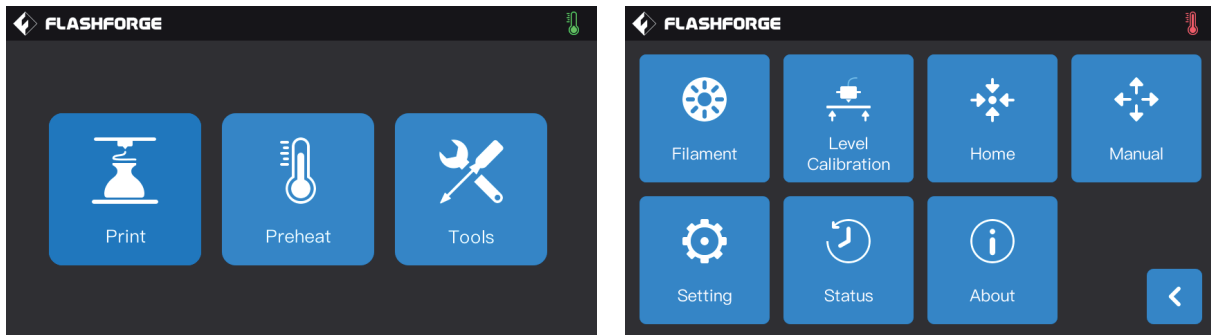 FLASHFORGE
Print
Preheat
Tools
FLASHFORGE
Filament
Level
Calibration
Home
Manual
Setting
Status
About